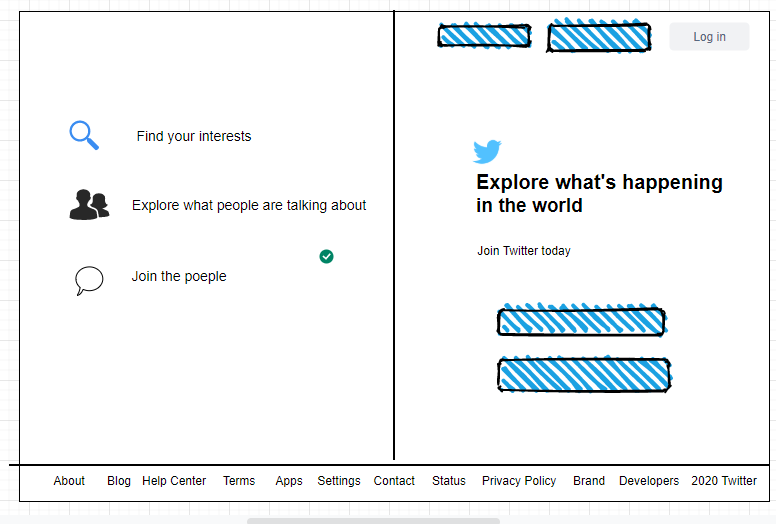 Log in
Find your interests
Explore what people are talking about
Join the poeple
Explore what's happening
in the world
Join Twitter today
About Blog Help Center Terms Apps Settings Contact Status Privacy Policy Brand Developers 2020 Twitter